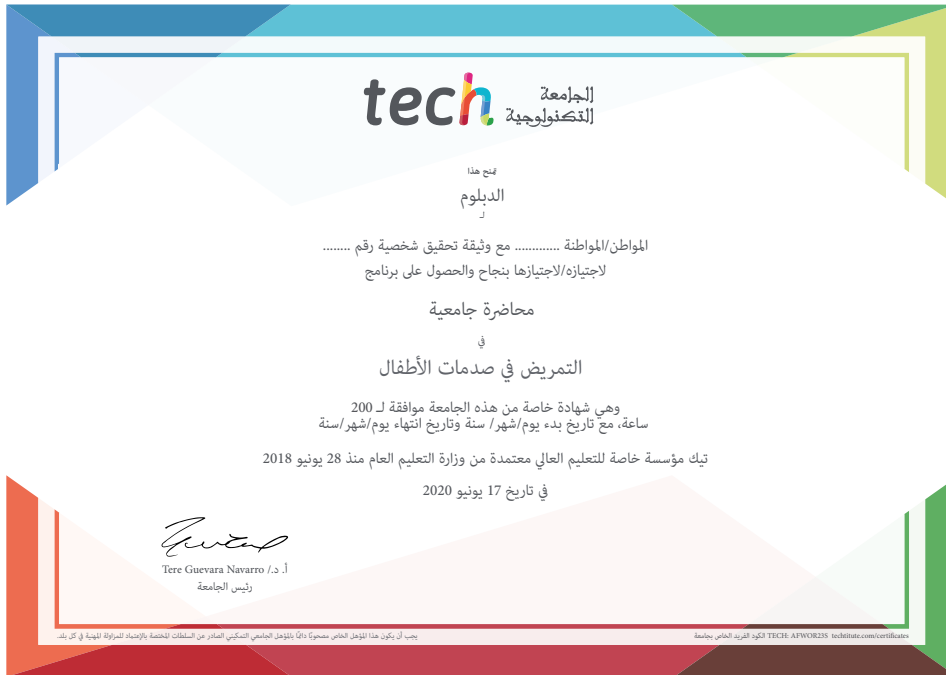 tech الجامعة
التكنولوجية
يمنح هذا
الدبلوم
لـ
المواطن/المواطنة ............ مع وثيقة تحقيق شخصية رقم ........
لاجتيازه/لاجتيازها بنجاح والحصول على برنامج
محاضرة جامعية
في
التمريض في صدمات الأطفال
وهي شهادة خاصة من هذه الجامعة موافقة لـ 200
ساعة، مع تاريخ بدء يوم/شهر/ سنة وتاريخ انتهاء يوم/شهر/سنة
تيك مؤسسة خاصة للتعليم العالي معتمدة من وزارة التعليم العام منذ 28 يونيو 2018
في تاريخ 17 يونيو 2020
أ. د./ Tere Guevara Navarro
رئيس الجامعة
يجب أن يكون هذا المؤهل الخاص مصحوبًا دائمًا بالمؤهل الجامعي التمكيني الصادر عن السلطات المختصة بالإعتماد للمزاولة المهنية في كل بلد.
الكود الفريد الخاص بجامعة TECH: AFWOR23S techtitute.com/certificates